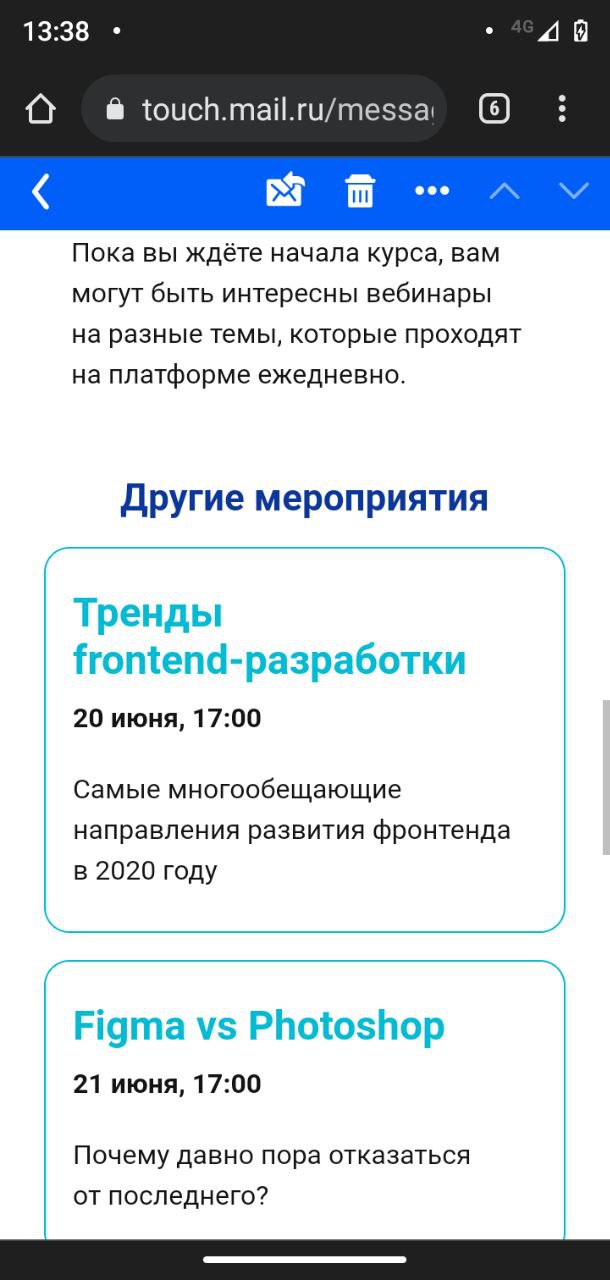 13:38
4G
touch.mail.ru/messa
6
Пока вы ждёте начала курса, вам
могут быть интересны вебинары
на разные темы, которые проходят
на платформе ежедневно.
Другие мероприятия
Тренды
frontend-разработки
20 июня, 17:00
Самые многообещающие
направления развития фронтенда
в 2020 году
Figma vs Photoshop
21 июня, 17:00
Почему давно пора отказаться
от последнего?